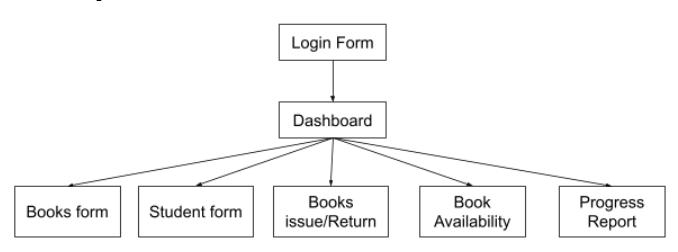 Login Form
Dashboard
Books form
Student form
Books
issue/Return
Book
Availability
Progress
Report